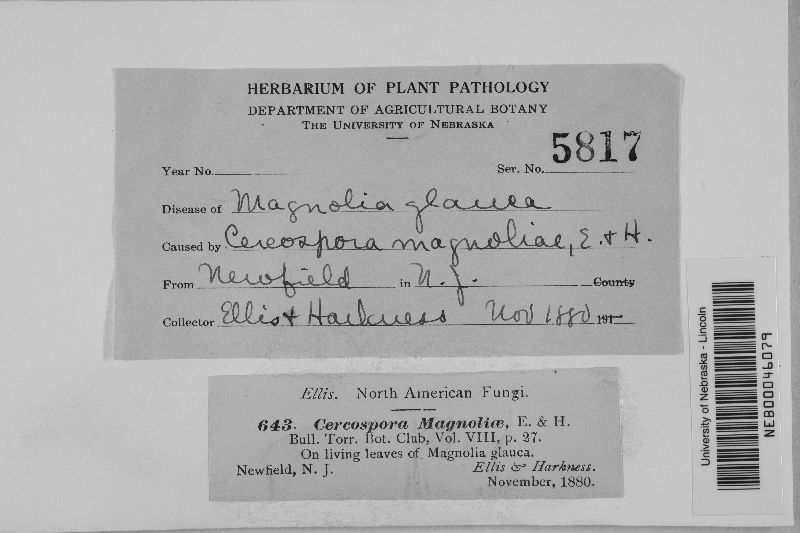 HERBARIUM OF PLANT PATHOLOGY
DEPARTMENT OF AGRICULTURAL BOTANY
THE UNIVERSITY OF NEBRASKA
Year No. Ser. No. 5817
Disease of Magnolia glauca
Caused by Cercospora magnoliae, E. & H.
From Newfield in N. J. County
Collector Ellis & Harkness Nov 1880 191
Ellis. North American Fungi.
643. Cercospora Magnoliæ, E. & H.
Bull. Torr. Bot. Club, Vol. VIII, p. 27.
On living leaves of Magnolia glauca.
Newfield, N. J. Ellis & Harkness.
November, 1880.
University of Nebraska - Lincoln
NEB00046079